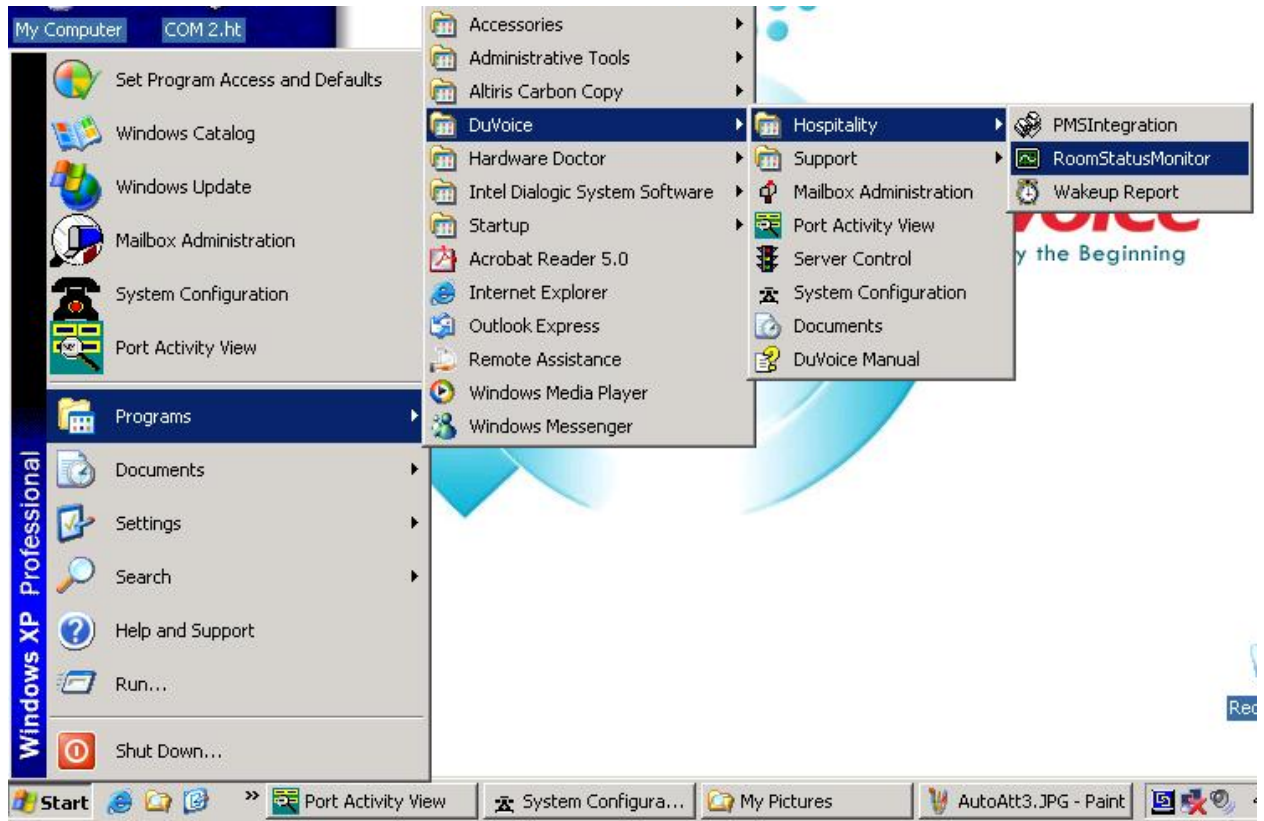 My Computer
COM 2.ht
Set Program Access and Defaults
Windows Catalog
Windows Update
Mailbox Administration
System Configuration
Port Activity View
Programs
Documents
Settings
Search
Help and Support
Run...
Shut Down...
Windows XP Professional
Accessories
Administrative Tools
Altiris Carbon Copy
DuVoice
Hardware Doctor
Intel Dialogic System Software
Startup
Acrobat Reader 5.0
Internet Explorer
Outlook Express
Remote Assistance
Windows Media Player
Windows Messenger
Hospitality
Support
Mailbox Administration
Port Activity View
Server Control
System Configuration
Documents
DuVoice Manual
PMSIntegration
RoomStatusMonitor
Wakeup Report
y the Beginning
Start
»
Port Activity View
System Configura...
My Pictures
AutoAtt3.JPG - Paint